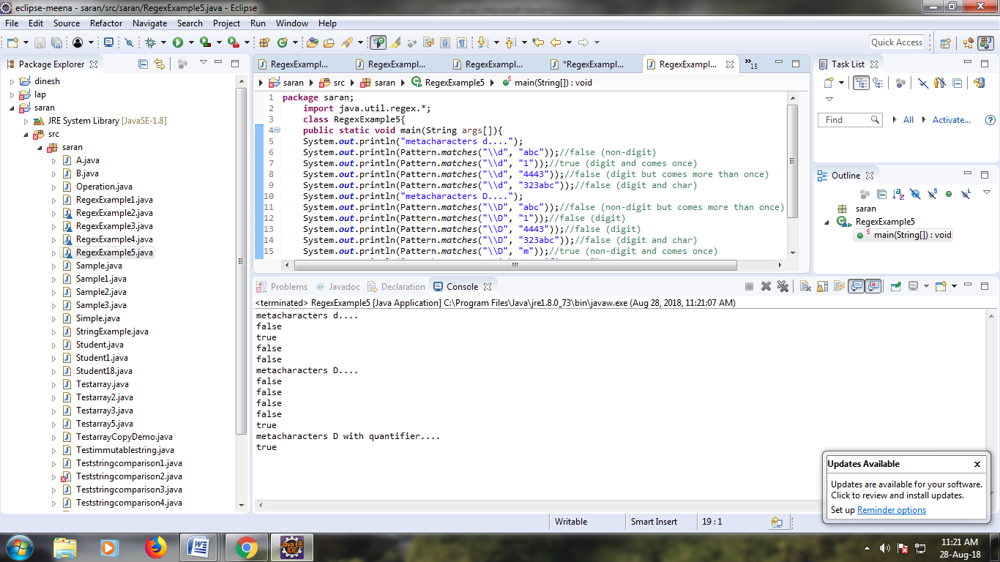 eclipse-meena - saran/src/saran/RegexExample5.java - Eclipse
File Edit Source Refactor Navigate Search Project Run Window Help
Quick Access
Package Explorer
dinesh
lap
saran
JRE System Library [JavaSE-1.8]
src
saran
A.java
B.java
Operation.java
RegexExample1.java
RegexExample2.java
RegexExample3.java
RegexExample4.java
RegexExample5.java
Sample.java
Sample1.java
Sample2.java
Sample3.java
Simple.java
StringExample.java
Student.java
Student1.java
Student18.java
Testarray.java
Testarray2.java
Testarray3.java
Testarray5.java
TestarrayCopyDemo.java
Testimmutablestring.java
Teststringcomparison1.java
Teststringcomparison2.java
Teststringcomparison3.java
Teststringcomparison4.java
RegexExampl... RegexExampl... RegexExampl... *RegexExampl... RegexExampl... »15
saran src saran RegexExample5 main(String[]) : void
1 package saran;
2 import java.util.regex.*;
3 class RegexExample5{
4 public static void main(String args[]){
5 System.out.println("metacharacters d....");
6 System.out.println(Pattern.matches("\\d", "abc"));//false (non-digit)
7 System.out.println(Pattern.matches("\\d", "1"));//true (digit and comes once)
8 System.out.println(Pattern.matches("\\d", "4443"));//false (digit but comes more than once)
9 System.out.println(Pattern.matches("\\d", "323abc"));//false (digit and char)
10 System.out.println("metacharacters D....");
11 System.out.println(Pattern.matches("\\D", "abc"));//false (non-digit but comes more than once)
12 System.out.println(Pattern.matches("\\D", "1"));//false (digit)
13 System.out.println(Pattern.matches("\\D", "4443"));//false (digit)
14 System.out.println(Pattern.matches("\\D", "323abc"));//false (digit and char)
15 System.out.println(Pattern.matches("\\D", "m"));//true (non-digit and comes once)
Task List
Find All Activate...
Outline
saran
RegexExample5
main(String[]) : void
Problems @ Javadoc Declaration Console
<terminated> RegexExample5 [Java Application] C:\Program Files\Java\jre1.8.0_73\bin\javaw.exe (Aug 28, 2018, 11:21:07 AM)
metacharacters d....
false
true
false
false
metacharacters D....
false
false
false
false
true
metacharacters D with quantifier....
true
Updates Available
Updates are available for your software.
Click to review and install updates.
Set up Reminder options
Writable Smart Insert 19 : 1
Java EE
IDE
11:21 AM
28-Aug-18